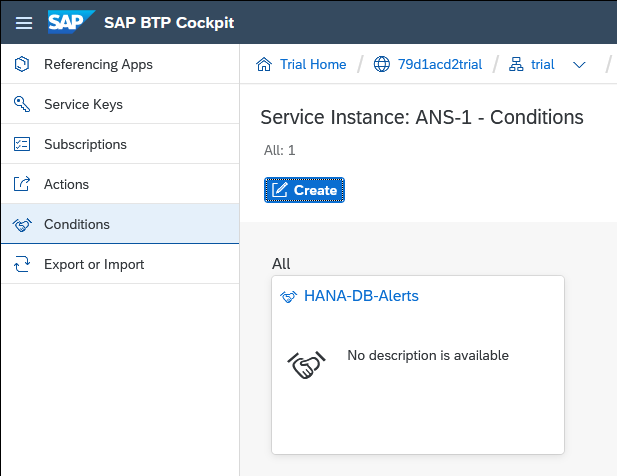 SAP SAP BTP Cockpit
Referencing Apps
Service Keys
Subscriptions
Actions
Conditions
Export or Import
Trial Home / 79d1acd2trial / trial /
Service Instance: ANS-1 - Conditions
All: 1
Create
All
HANA-DB-Alerts
No description is available